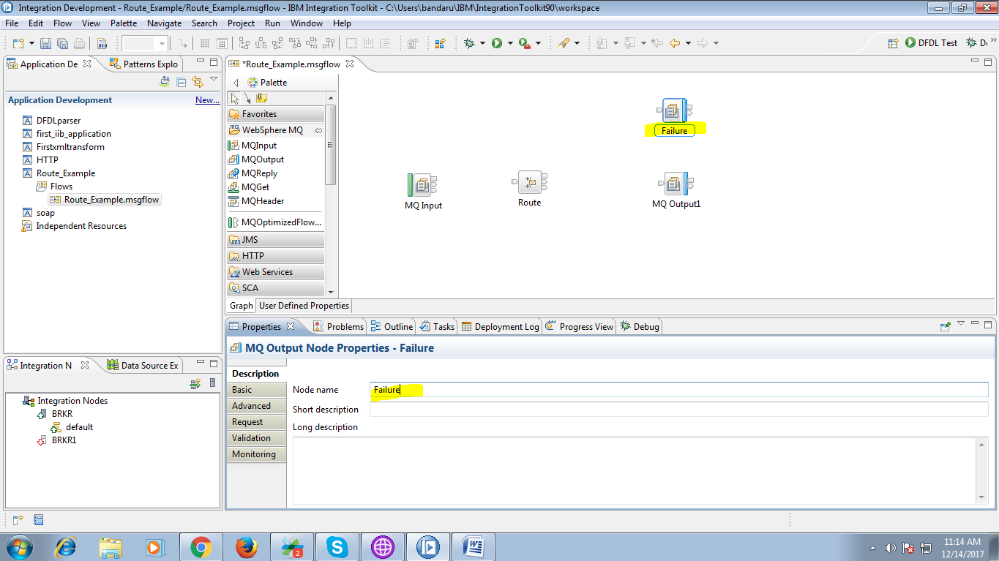 Integration Development - Route_Example/Route_Example.msgflow - IBM Integration Toolkit - C:\Users\bandaru\IBM\IntegrationToolkit90\workspace
File Edit Flow View Palette Navigate Search Project Run Window Help
DFDL Test
Application De
Patterns Explo
Application Development
New...
DFDLparser
first_iib_application
Firstxmltransform
HTTP
Route_Example
Flows
Route_Example.msgflow
soap
Independent Resources
*Route_Example.msgflow
Palette
Favorites
WebSphere MQ
MQInput
MQOutput
MQReply
MQGet
MQHeader
MQOptimizedFlow...
JMS
HTTP
Web Services
SCA
Failure
MQ Input
Route
MQ Output1
Graph
User Defined Properties
Integration N
Data Source Ex
Integration Nodes
BRKR
default
BRKR1
Properties
Problems
Outline
Tasks
Deployment Log
Progress View
Debug
MQ Output Node Properties - Failure
Description
Basic
Advanced
Request
Validation
Monitoring
Node name
Failure
Short description
Long description
2
11:14 AM
12/14/2017